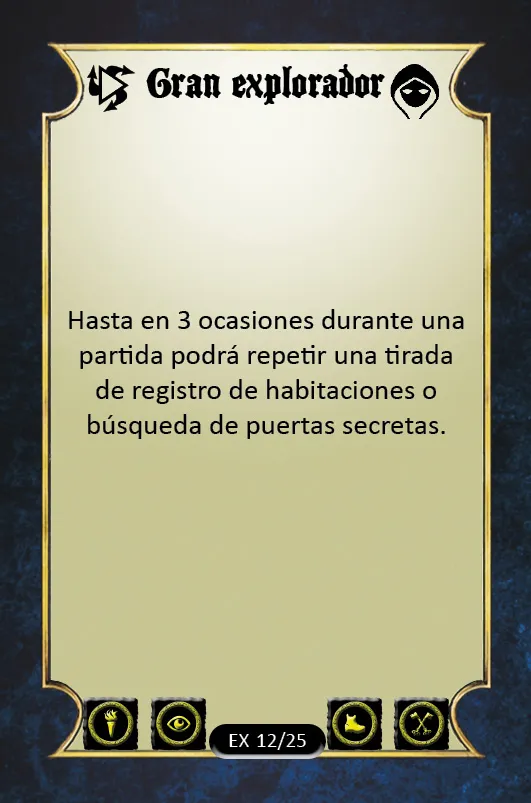 Gran explorador
Hasta en 3 ocasiones durante una
partida podrá repetir una tirada
de registro de habitaciones o
búsqueda de puertas secretas.
EX 12/25